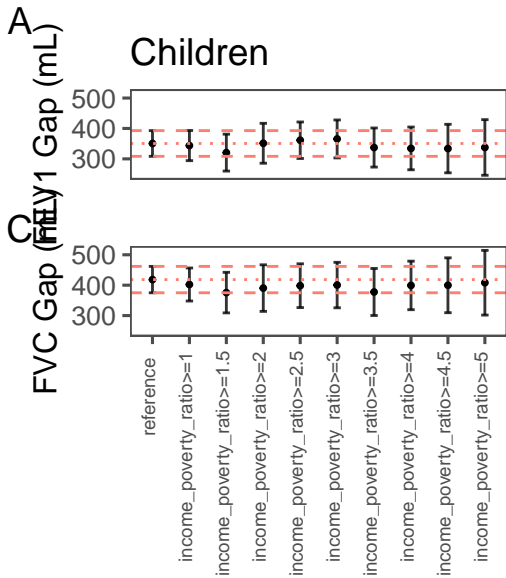 A
Children
FEV1 Gap (mL)
500
400
300
C
FVC Gap (mL)
500
400
300
reference
income_poverty_ratio>=1
income_poverty_ratio>=1.5
income_poverty_ratio>=2
income_poverty_ratio>=2.5
income_poverty_ratio>=3
income_poverty_ratio>=3.5
income_poverty_ratio>=4
income_poverty_ratio>=4.5
income_poverty_ratio>=5